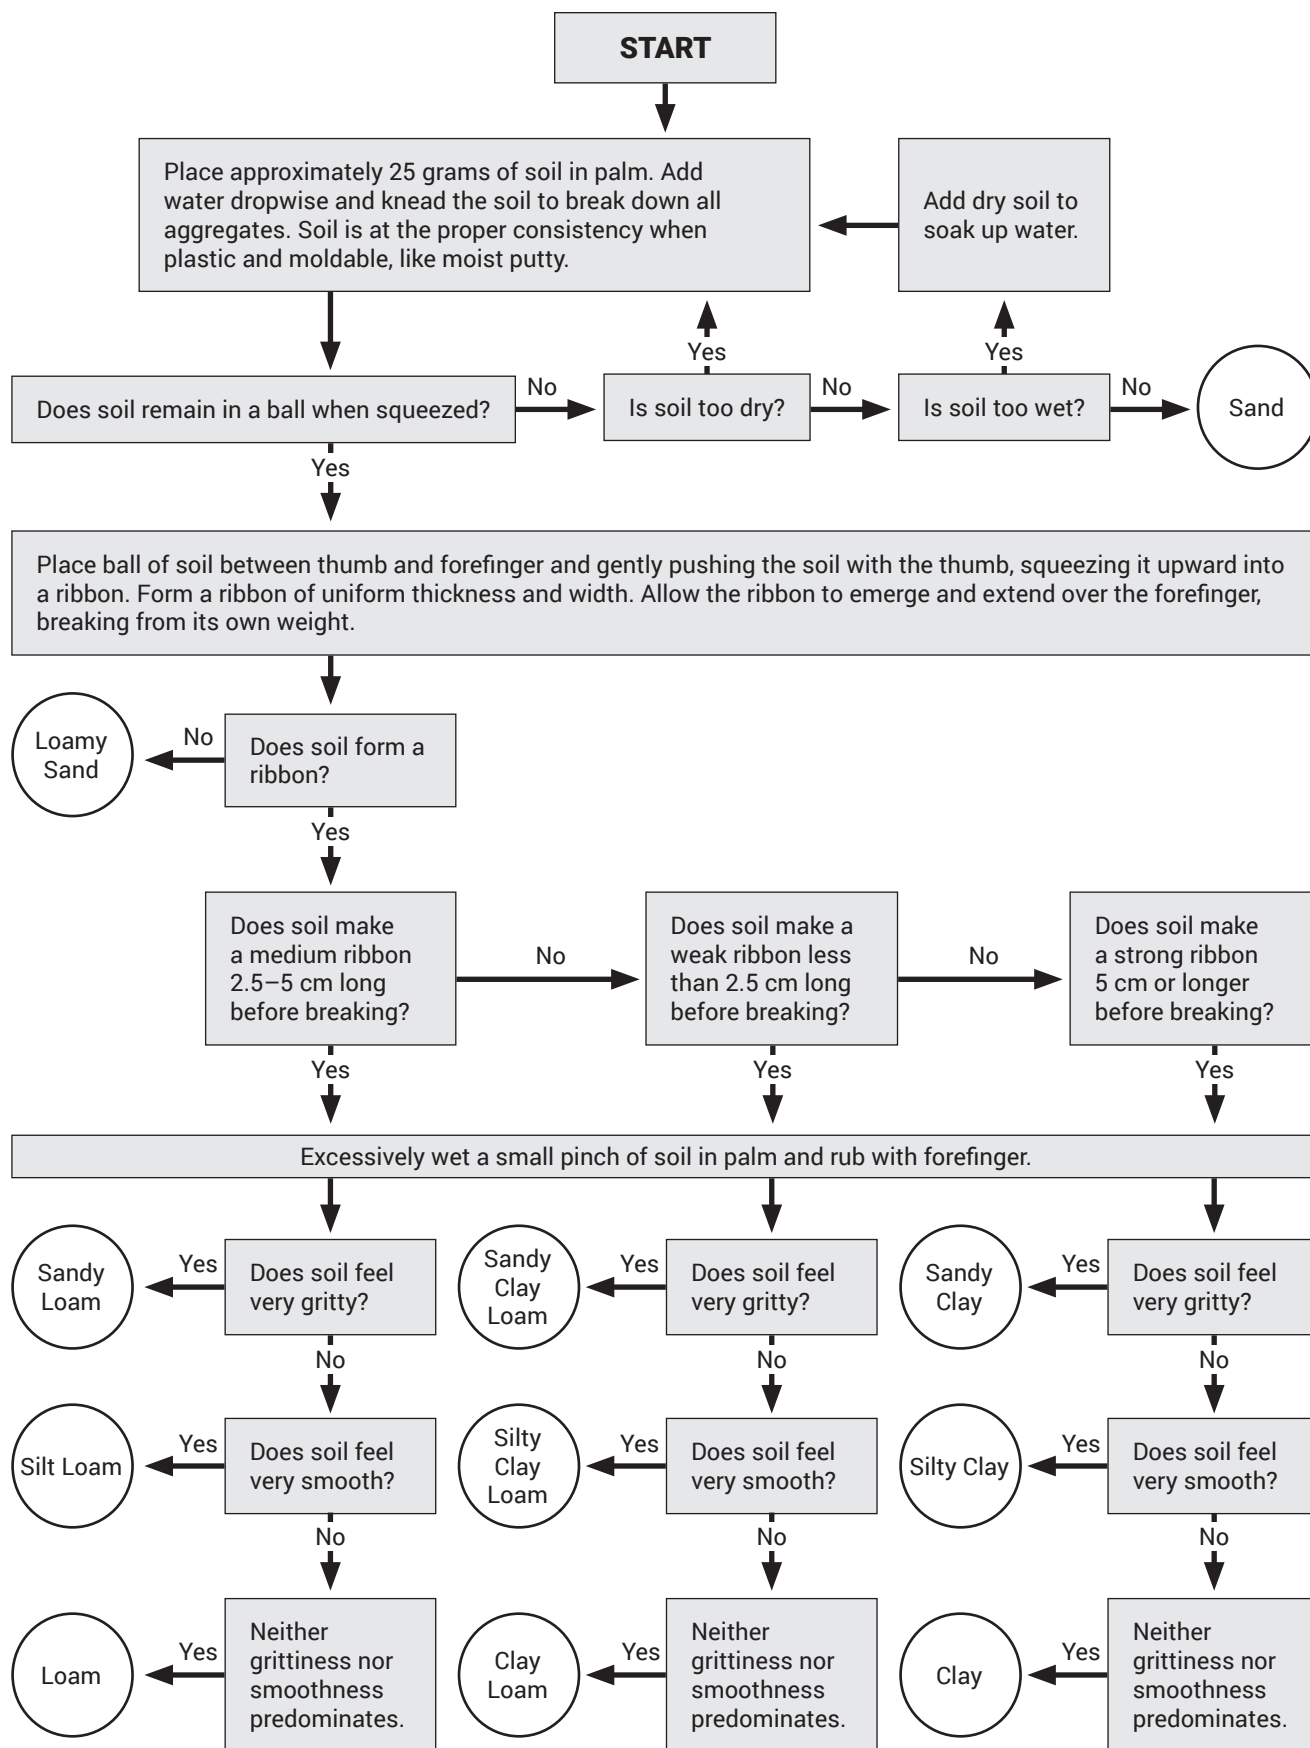 START
Place approximately 25 grams of soil in palm. Add
water dropwise and knead the soil to break down all
aggregates. Soil is at the proper consistency when
plastic and moldable, like moist putty.
Add dry soil to
soak up water.
Yes
Yes
Does soil remain in a ball when squeezed?
No
Is soil too dry?
No
Is soil too wet?
No
Sand
Yes
Place ball of soil between thumb and forefinger and gently pushing the soil with the thumb, squeezing it upward into
a ribbon. Form a ribbon of uniform thickness and width. Allow the ribbon to emerge and extend over the forefinger,
breaking from its own weight.
Loamy
Sand
No
Does soil form a
ribbon?
Yes
Does soil make
a medium ribbon
2.5–5 cm long
before breaking?
No
Does soil make a
weak ribbon less
than 2.5 cm long
before breaking?
No
Does soil make
a strong ribbon
5 cm or longer
before breaking?
Yes
Yes
Yes
Excessively wet a small pinch of soil in palm and rub with forefinger.
Sandy
Loam
Yes
Does soil feel
very gritty?
Sandy
Clay
Loam
Yes
Does soil feel
very gritty?
Sandy
Clay
Yes
Does soil feel
very gritty?
No
No
No
Silt Loam
Yes
Does soil feel
very smooth?
Silty
Clay
Loam
Yes
Does soil feel
very smooth?
Silty Clay
Yes
Does soil feel
very smooth?
No
No
No
Loam
Yes
Neither
grittiness nor
smoothness
predominates.
Clay
Loam
Yes
Neither
grittiness nor
smoothness
predominates.
Clay
Yes
Neither
grittiness nor
smoothness
predominates.